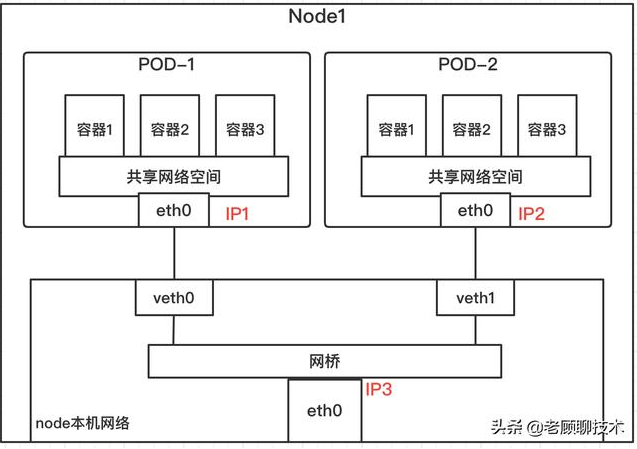 Node1
POD-1
POD-2
容器1
容器2
容器3
容器1
容器2
容器3
共享网络空间
共享网络空间
eth0
IP1
eth0
IP2
veth0
veth1
网桥
IP3
eth0
node本机网络
头条 @老顾聊技术